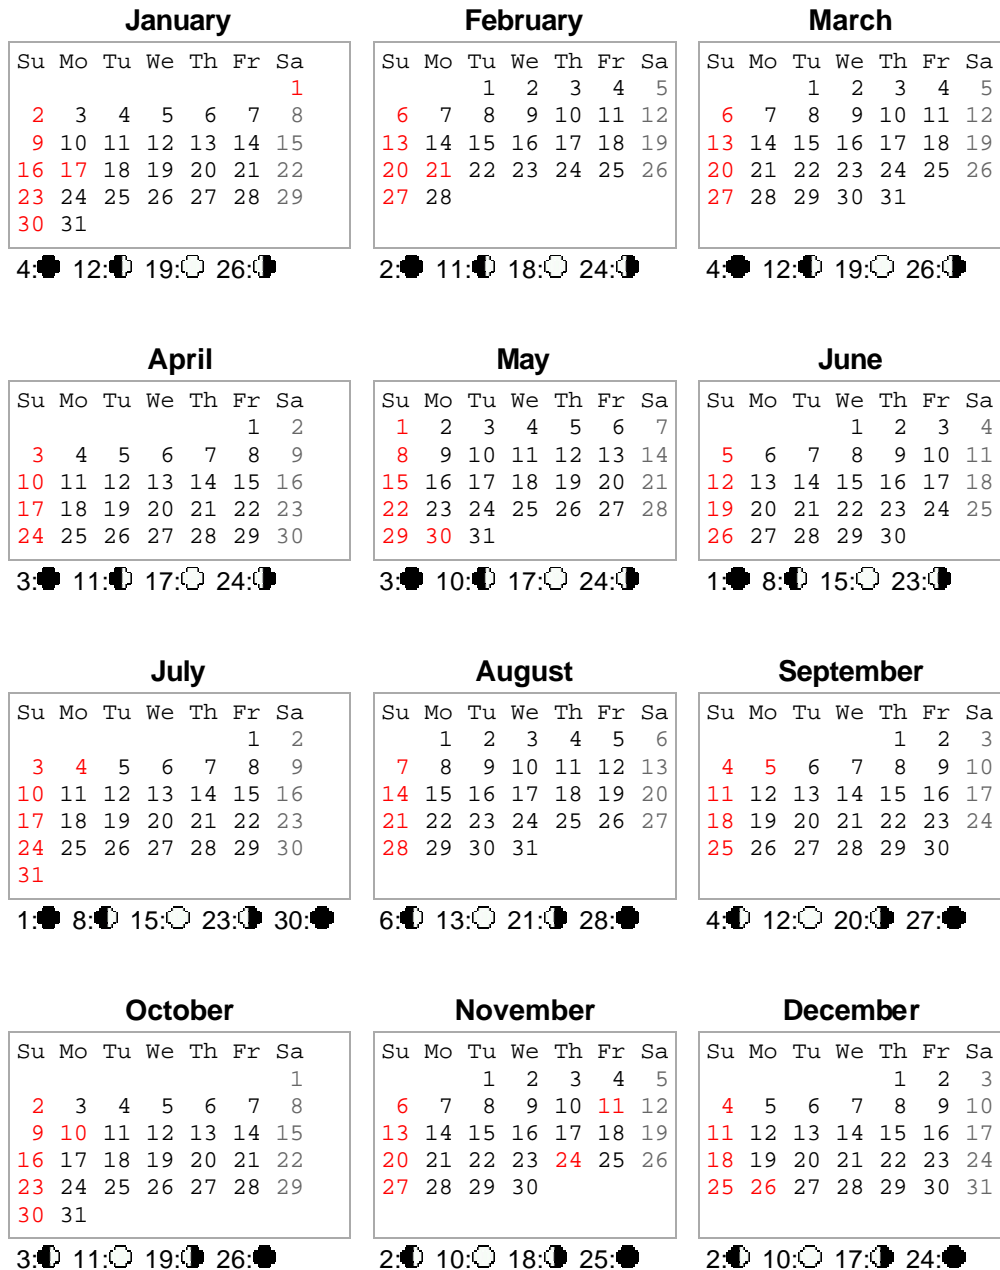 January February March
Su Mo Tu We Th Fr Sa Su Mo Tu We Th Fr Sa Su Mo Tu We Th Fr Sa
1 1 2 3 4 5 1 2 3 4 5
2 3 4 5 6 7 8 6 7 8 9 10 11 12 6 7 8 9 10 11 12
9 10 11 12 13 14 15 13 14 15 16 17 18 19 13 14 15 16 17 18 19
16 17 18 19 20 21 22 20 21 22 23 24 25 26 20 21 22 23 24 25 26
23 24 25 26 27 28 29 27 28 27 28 29 30 31
30 31
4: 12: 19: 26: 2: 11: 18: 24: 4: 12: 19: 26:
April May June
Su Mo Tu We Th Fr Sa Su Mo Tu We Th Fr Sa Su Mo Tu We Th Fr Sa
1 2 1 2 3 4 5 6 7 1 2 3 4
3 4 5 6 7 8 9 8 9 10 11 12 13 14 5 6 7 8 9 10 11
10 11 12 13 14 15 16 15 16 17 18 19 20 21 12 13 14 15 16 17 18
17 18 19 20 21 22 23 22 23 24 25 26 27 28 19 20 21 22 23 24 25
24 25 26 27 28 29 30 29 30 31 26 27 28 29 30
3: 11: 17: 24: 3: 10: 17: 24: 1: 8: 15: 23:
July August September
Su Mo Tu We Th Fr Sa Su Mo Tu We Th Fr Sa Su Mo Tu We Th Fr Sa
1 2 1 2 3 4 5 6 1 2 3
3 4 5 6 7 8 9 7 8 9 10 11 12 13 4 5 6 7 8 9 10
10 11 12 13 14 15 16 14 15 16 17 18 19 20 11 12 13 14 15 16 17
17 18 19 20 21 22 23 21 22 23 24 25 26 27 18 19 20 21 22 23 24
24 25 26 27 28 29 30 28 29 30 31 25 26 27 28 29 30
31
1: 8: 15: 23: 30: 6: 13: 21: 28: 4: 12: 20: 27:
October November December
Su Mo Tu We Th Fr Sa Su Mo Tu We Th Fr Sa Su Mo Tu We Th Fr Sa
1 1 2 3 4 5 1 2 3
2 3 4 5 6 7 8 6 7 8 9 10 11 12 4 5 6 7 8 9 10
9 10 11 12 13 14 15 13 14 15 16 17 18 19 11 12 13 14 15 16 17
16 17 18 19 20 21 22 20 21 22 23 24 25 26 18 19 20 21 22 23 24
23 24 25 26 27 28 29 27 28 29 30 25 26 27 28 29 30 31
30 31
3: 11: 19: 26: 2: 10: 18: 25: 2: 10: 17: 24: